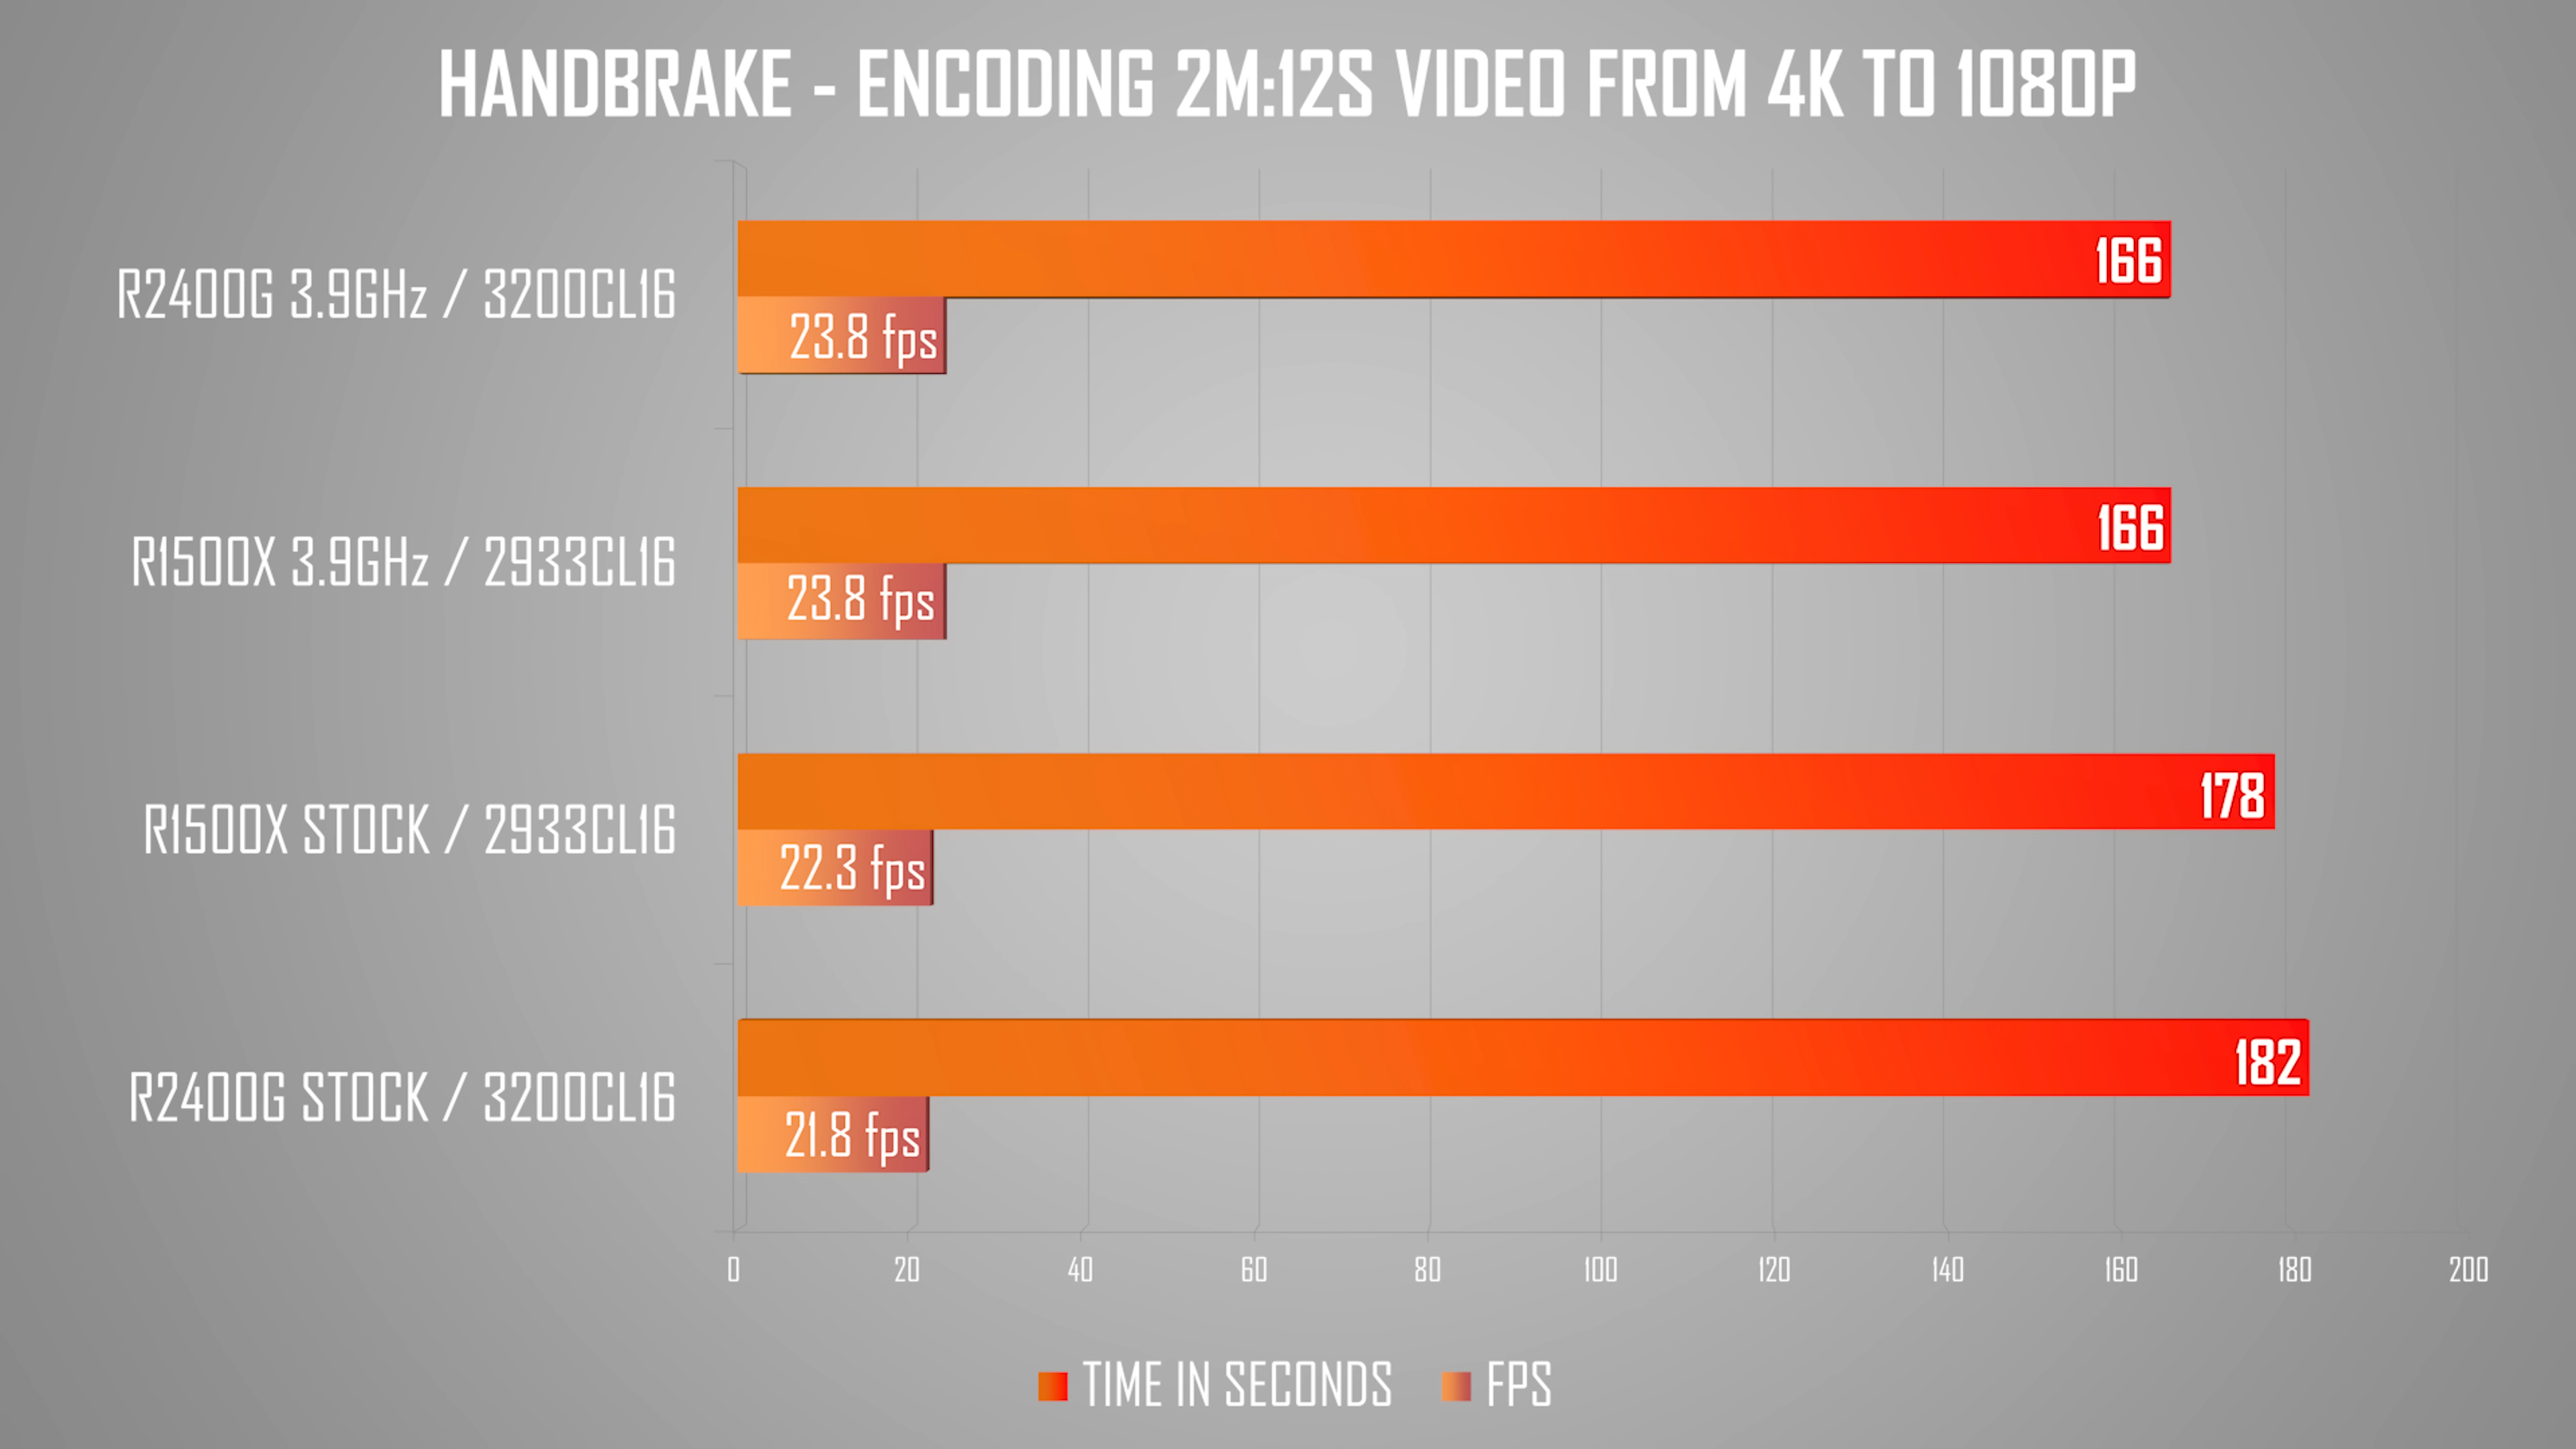 HANDBRAKE - ENCODING 2M:12S VIDEO FROM 4K TO 1080P
R2400G 3.9GHz / 3200CL16
166
23.8 fps
R1500X 3.9GHz / 2933CL16
166
23.8 fps
R1500X STOCK / 2933CL16
178
22.3 fps
R2400G STOCK / 3200CL16
182
21.8 fps
0 20 40 60 80 100 120 140 160 180 200
TIME IN SECONDS FPS